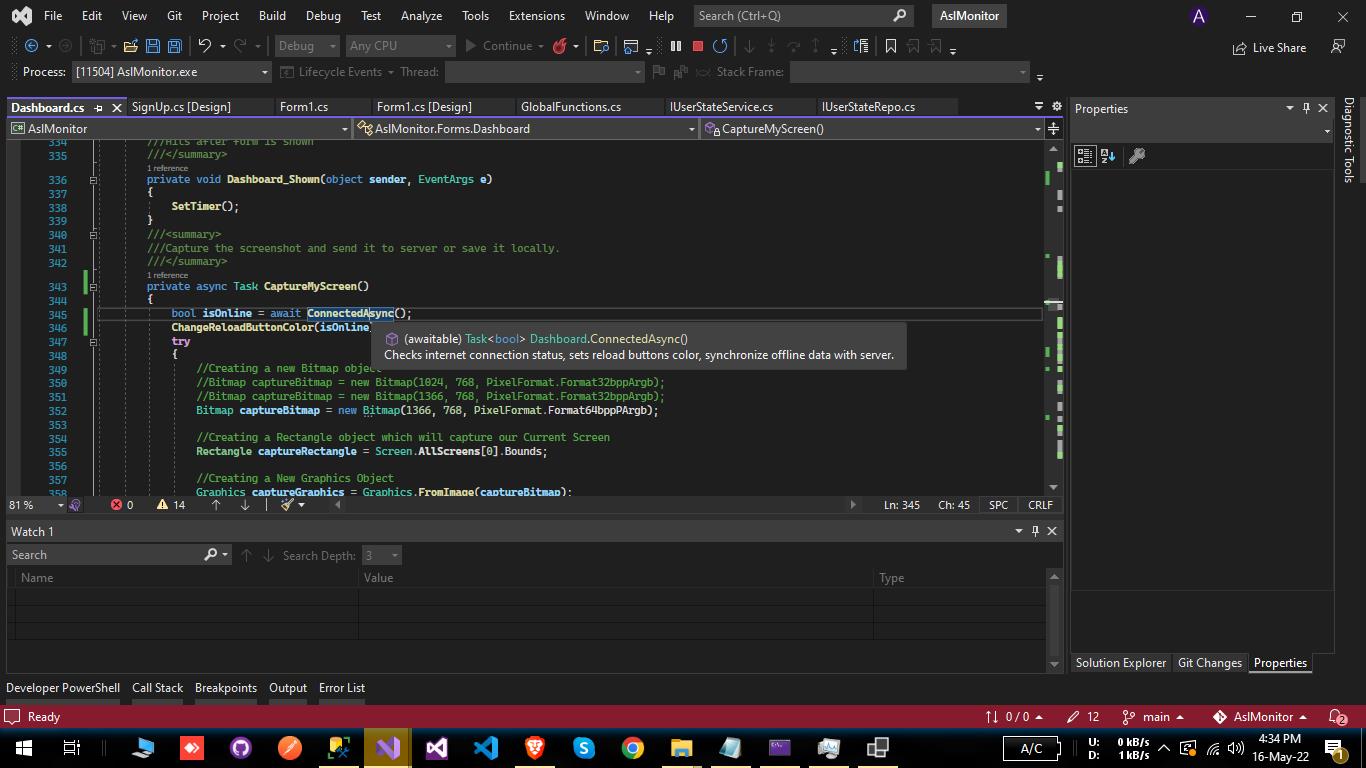 File Edit View Git Project Build Debug Test Analyze Tools Extensions Window Help Search (Ctrl+Q) AslMonitor A
Debug Any CPU Continue Live Share
Process: [11504] AslMonitor.exe Lifecycle Events Thread: Stack Frame:
Dashboard.cs SignUp.cs [Design] Form1.cs Form1.cs [Design] GlobalFunctions.cs IUserStateService.cs IUserStateRepo.cs
C# AslMonitor AslMonitor.Forms.Dashboard CaptureMyScreen()
334 ///Hits after form is shown
335 ///</summary>
1 reference
336 private void Dashboard_Shown(object sender, EventArgs e)
337 {
338 SetTimer();
339 }
340 ///<summary>
341 ///Capture the screenshot and send it to server or save it locally.
342 ///</summary>
1 reference
343 private async Task CaptureMyScreen()
344 {
345 bool isOnline = await ConnectedAsync();
346 ChangeReloadButtonColor(isOnline)
(awaitable) Task<bool> Dashboard.ConnectedAsync()
Checks internet connection status, sets reload buttons color, synchronize offline data with server.
347 try
348 {
349 //Creating a new Bitmap object
350 //Bitmap captureBitmap = new Bitmap(1024, 768, PixelFormat.Format32bppArgb);
351 //Bitmap captureBitmap = new Bitmap(1366, 768, PixelFormat.Format32bppArgb);
352 Bitmap captureBitmap = new Bitmap(1366, 768, PixelFormat.Format64bppPArgb);
353
354 //Creating a Rectangle object which will capture our Current Screen
355 Rectangle captureRectangle = Screen.AllScreens[0].Bounds;
356
357 //Creating a New Graphics Object
358 Graphics captureGraphics = Graphics.FromImage(captureBitmap);
81 % 0 14 Ln: 345 Ch: 45 SPC CRLF
Watch 1
Search Search Depth: 3
Name Value Type
Properties
Diagnostic Tools
Solution Explorer Git Changes Properties
Developer PowerShell Call Stack Breakpoints Output Error List
Ready 0 / 0 12 main AslMonitor 2
A/C U: 0 kB/s D: 1 kB/s 4:34 PM 16-May-22 1